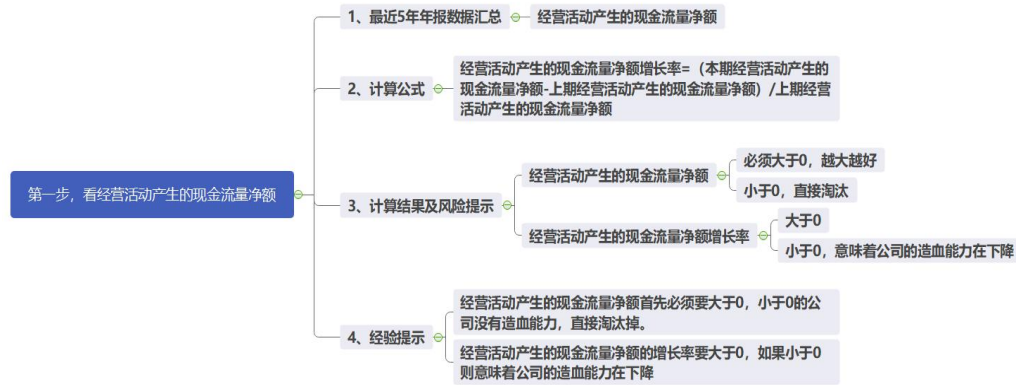 第一步，看经营活动产生的现金流量净额
1、最近5年年报数据汇总
经营活动产生的现金流量净额
2、计算公式
经营活动产生的现金流量净额增长率=（本期经营活动产生的
现金流量净额-上期经营活动产生的现金流量净额）/上期经营
活动产生的现金流量净额
3、计算结果及风险提示
经营活动产生的现金流量净额
必须大于0，越大越好
小于0，直接淘汰
经营活动产生的现金流量净额增长率
大于0
小于0，意味着公司的造血能力在下降
4、经验提示
经营活动产生的现金流量净额首先必须要大于0，小于0的公
司没有造血能力，直接淘汰掉。
经营活动产生的现金流量净额的增长率要大于0，如果小于0
则意味着公司的造血能力在下降